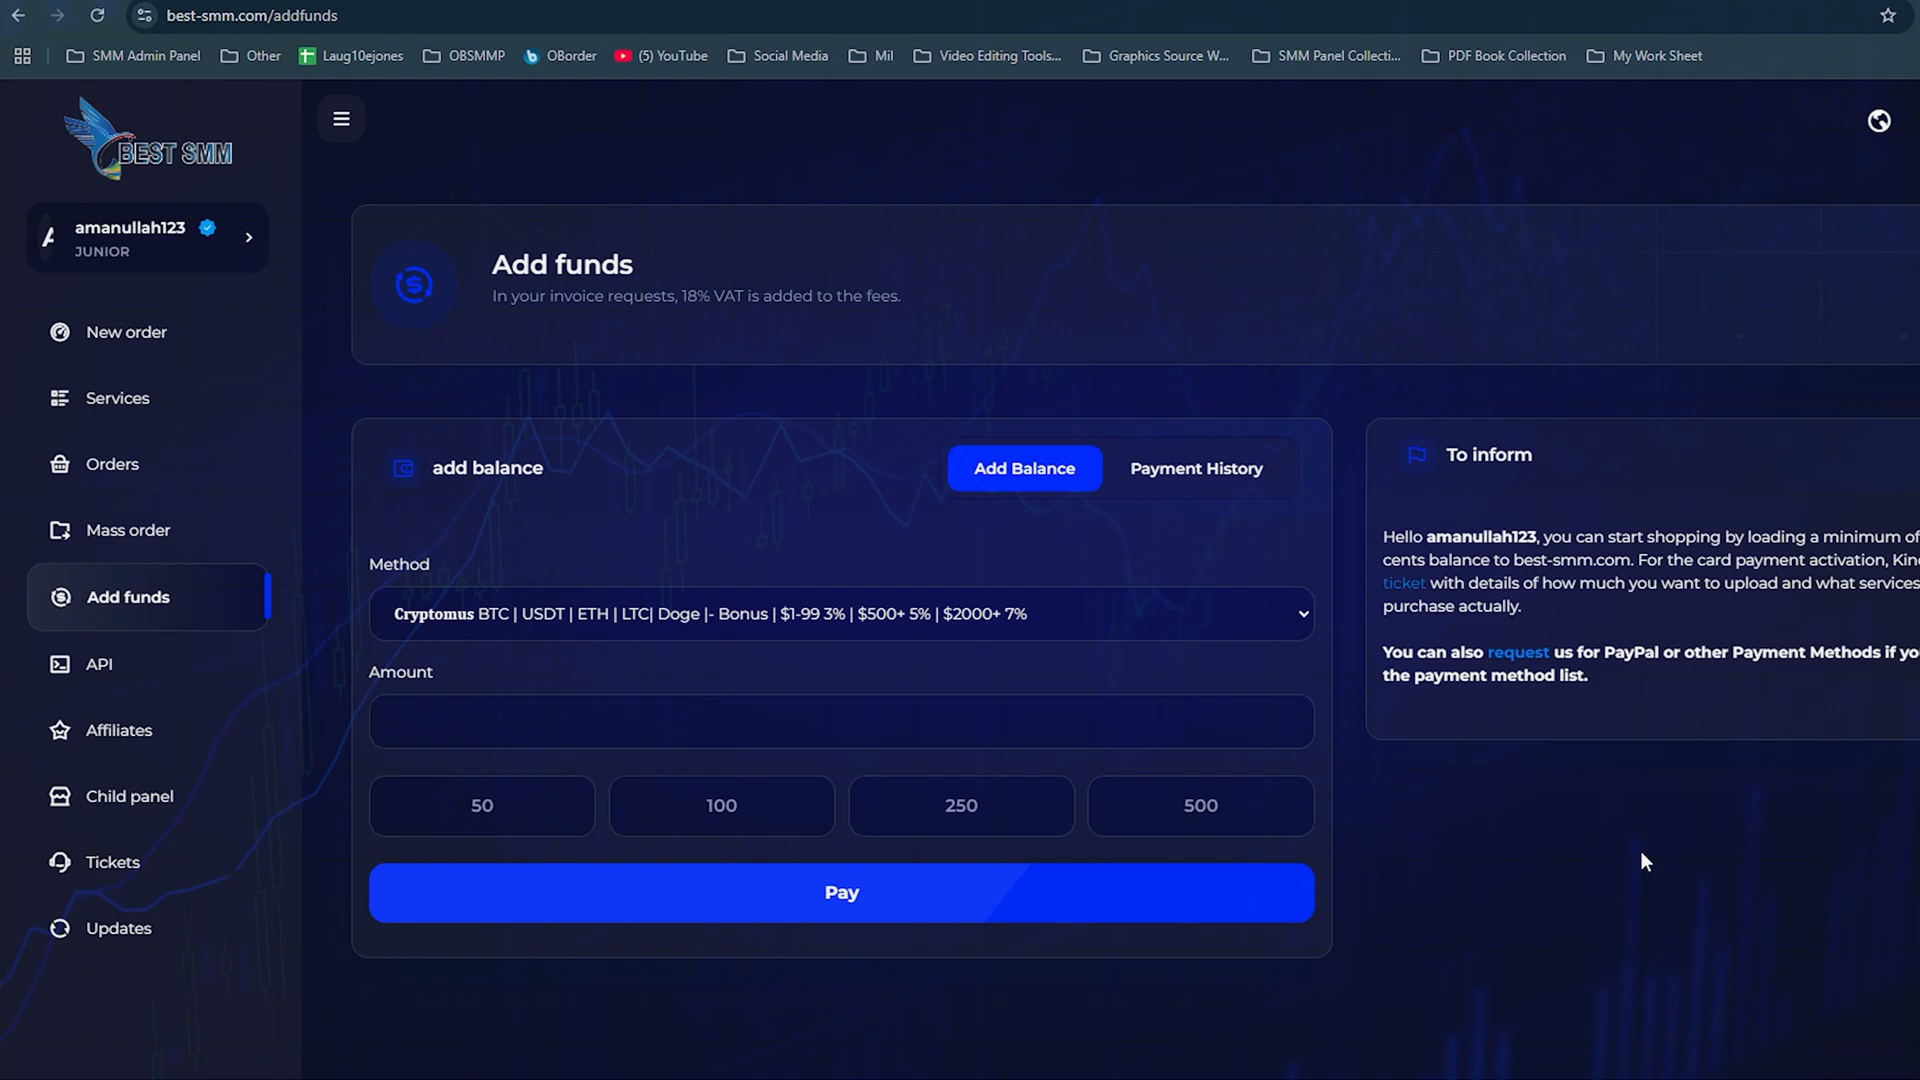 best-smm.com/addfunds
SMM Admin Panel
Other
Laug10ejones
OBSMMP
OBorder
(5) YouTube
Social Media
Mil
Video Editing Tools...
Graphics Source W...
SMM Panel Collecti...
PDF Book Collection
My Work Sheet
BEST SMM
amanullah123
JUNIOR
New order
Services
Orders
Mass order
Add funds
API
Affiliates
Child panel
Tickets
Updates
Add funds
In your invoice requests, 18% VAT is added to the fees.
add balance
Add Balance
Payment History
Method
Cryptomus BTC | USDT | ETH | LTC| Doge |- Bonus | $1-99 3% | $500+ 5% | $2000+ 7%
Amount
50
100
250
500
Pay
To inform
Hello amanullah123, you can start shopping by loading a minimum of
cents balance to best-smm.com. For the card payment activation,
ticket with details of how much you want to upload and what services
purchase actually.
You can also request us for PayPal or other Payment Methods if
the payment method list.